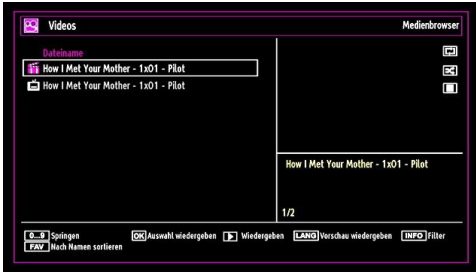 Videos Medienbrowser
Dateiname
How I Met Your Mother - 1x01 - Pilot
How I Met Your Mother - 1x01 - Pilot
How I Met Your Mother - 1x01 - Pilot
1/2
0...9 Springen OK Auswahl wiedergeben Wiedergeben LANG Vorschau wiedergeben INFO Filter
FAV Nach Namen sortieren